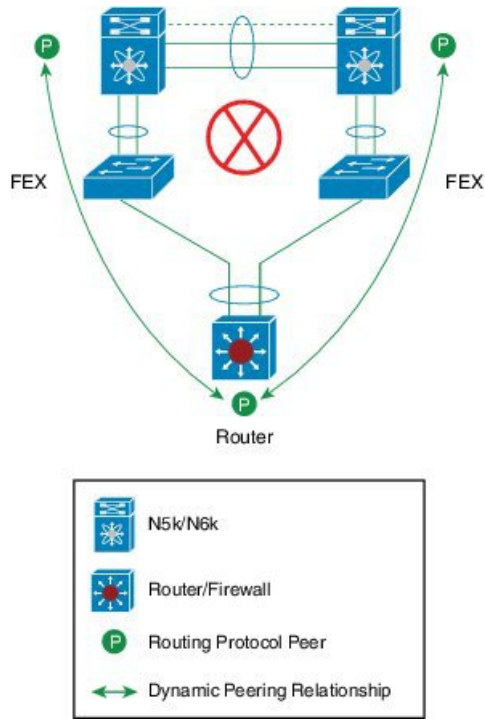 P
P
FEX
FEX
P
Router
N5k/N6k
Router/Firewall
P
Routing Protocol Peer
Dynamic Peering Relationship